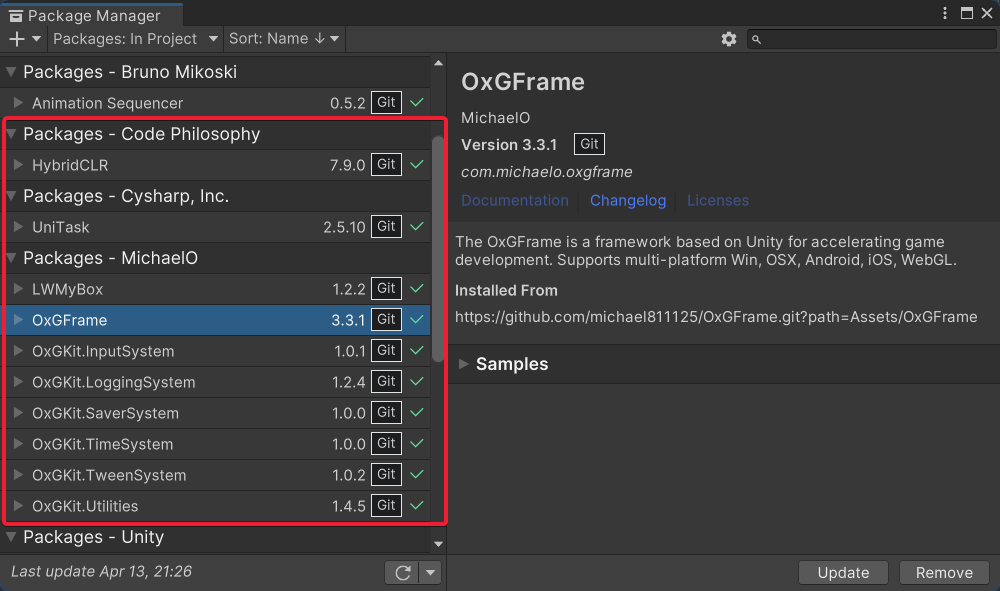 Package Manager
Packages: In Project
Sort: Name ↓
Packages - Bruno Mikoski
Animation Sequencer 0.5.2 Git
Packages - Code Philosophy
HybridCLR 7.9.0 Git
Packages - Cysharp, Inc.
UniTask 2.5.10 Git
Packages - MichaelO
LWMyBox 1.2.2 Git
OxGFrame 3.3.1 Git
OxGKit.InputSystem 1.0.1 Git
OxGKit.LoggingSystem 1.2.4 Git
OxGKit.SaverSystem 1.0.0 Git
OxGKit.TimeSystem 1.0.0 Git
OxGKit.TweenSystem 1.0.2 Git
OxGKit.Utilities 1.4.5 Git
Packages - Unity
Last update Apr 13, 21:26
OxGFrame
MichaelO
Version 3.3.1 Git
com.michaelo.oxgframe
Documentation Changelog Licenses
The OxGFrame is a framework based on Unity for accelerating game
development. Supports multi-platform Win, OSX, Android, iOS, WebGL.
Installed From
https://github.com/michael811125/OxGFrame.git?path=Assets/OxGFrame
Samples
Update Remove